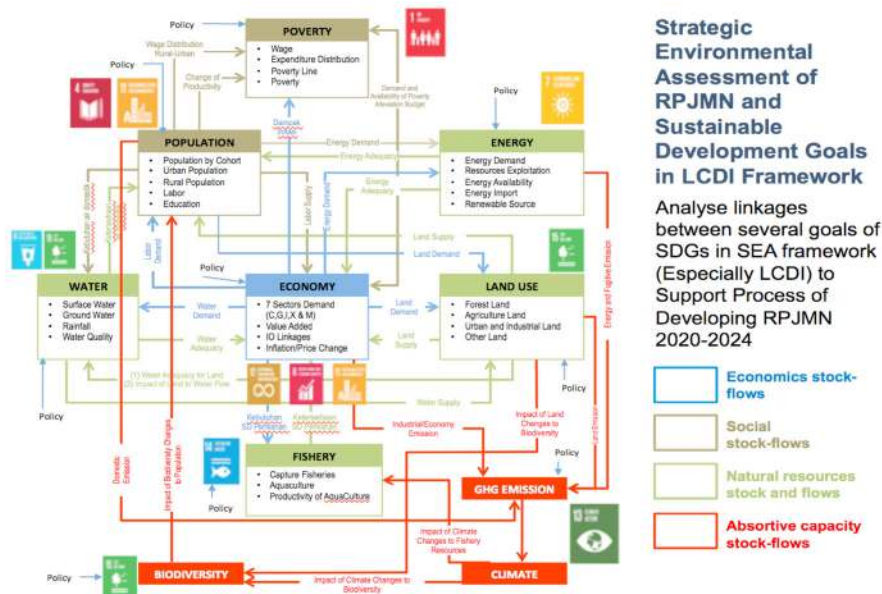 Policy
POVERTY
Wage
Expenditure Distribution
Poverty Line
Poverty
Wage Distribution
Rural-Urban
Policy
Change of
Productivity
Demand and
Availability of Poverty
Alleviation Budget
Policy
POPULATION
Population by Cohort
Urban Population
Rural Population
Labor
Education
Energy Demand
Energy Adequacy
ENERGY
Energy Demand
Resources Exploitation
Energy Availability
Energy Import
Renewable Source
Energy
Adequacy
Energy Demand
Labor Supply
Labor
Demand
Land Supply
Land Demand
Policy
WATER
Surface Water
Ground Water
Rainfall
Water Quality
Water
Demand
Water
Adequacy
ECONOMY
7 Sectors Demand
(C,G,I,X & M)
Value Added
IO Linkages
Inflation/Price Change
Land
Demand
Land
Supply
LAND USE
Forest Land
Agriculture Land
Urban and Industrial Land
Other Land
Energy and Fugitive Emission
(1) Water Adequacy for Land
(2) Impact of Land to Water Flow
Water Supply
Policy
Policy
Kebutuhan
SD Perikanan
Ketersediaan
SD Perikanan
Industrial/Economy
Emission
Impact of Land
Changes to
Biodiversity
Land Emission
Domestic
Emission
Impact of Biodiversity Changes
to Population
FISHERY
Capture Fisheries
Aquaculture
Productivity of AquaCulture
Policy
Policy
GHG EMISSION
Impact of Climate
Changes to Fishery
Resources
Policy
BIODIVERSITY
Impact of Climate Changes to
Biodiversity
CLIMATE
Strategic
Environmental
Assessment of
RPJMN and
Sustainable
Development Goals
in LCDI Framework
Analyse linkages
between several goals of
SDGs in SEA framework
(Especially LCDI) to
Support Process of
Developing RPJMN
2020-2024
Economics stock-
flows
Social
stock-flows
Natural resources
stock and flows
Absortive capacity
stock-flows